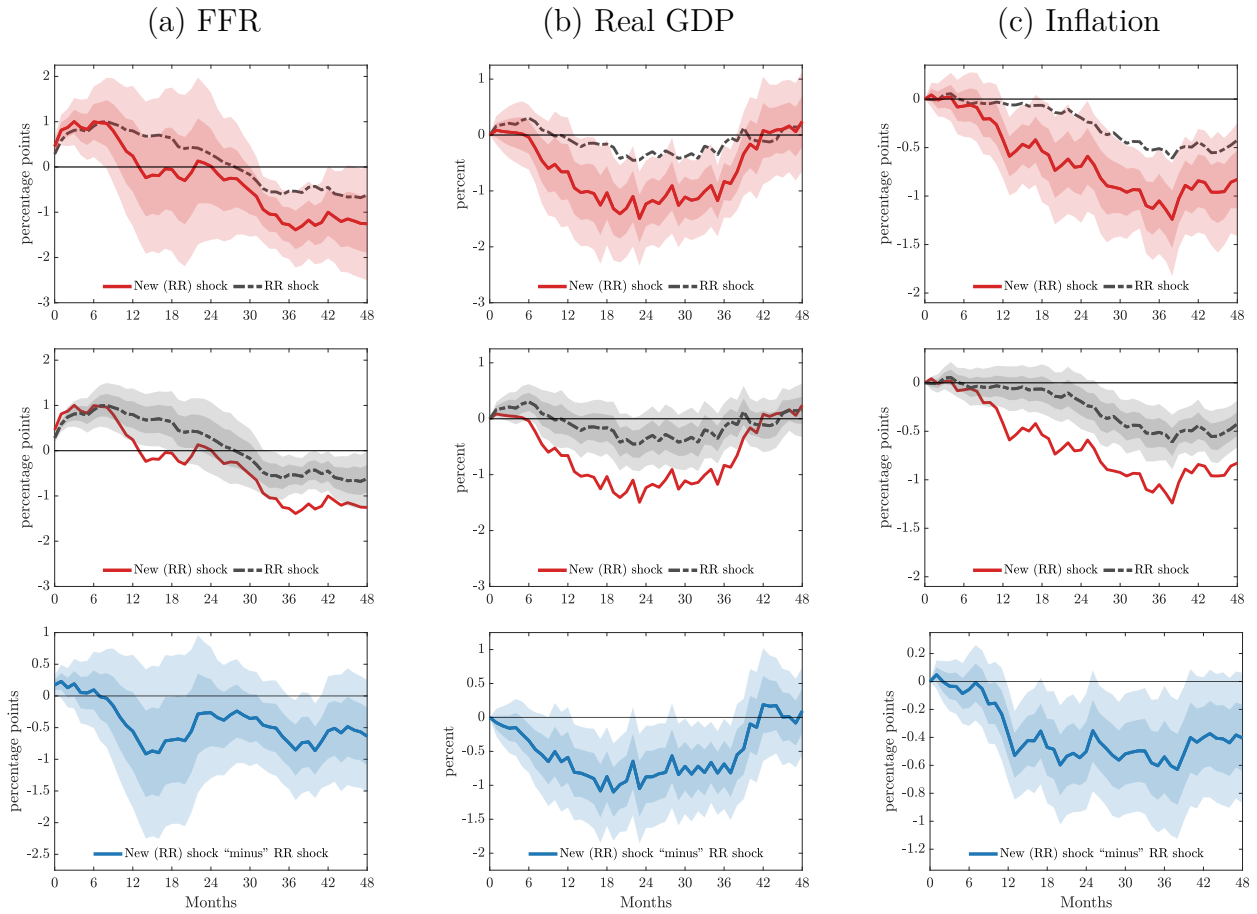 (a) FFR
(b) Real GDP
(c) Inflation
percentage points
2
1
0
-1
-2
-3
New (RR) shock
RR shock
0 6 12 18 24 30 36 42 48
percent
1
0
-1
-2
-3
New (RR) shock
RR shock
0 6 12 18 24 30 36 42 48
percentage points
0
-0.5
-1
-1.5
-2
New (RR) shock
RR shock
0 6 12 18 24 30 36 42 48
percentage points
2
1
0
-1
-2
-3
New (RR) shock
RR shock
0 6 12 18 24 30 36 42 48
percent
1
0
-1
-2
-3
New (RR) shock
RR shock
0 6 12 18 24 30 36 42 48
percentage points
0
-0.5
-1
-1.5
-2
New (RR) shock
RR shock
0 6 12 18 24 30 36 42 48
percentage points
1
0.5
0
-0.5
-1
-1.5
-2
-2.5
New (RR) shock “minus” RR shock
0 6 12 18 24 30 36 42 48
Months
percent
1
0.5
0
-0.5
-1
-1.5
-2
New (RR) shock “minus” RR shock
0 6 12 18 24 30 36 42 48
Months
percentage points
0.2
0
-0.2
-0.4
-0.6
-0.8
-1
-1.2
New (RR) shock “minus” RR shock
0 6 12 18 24 30 36 42 48
Months